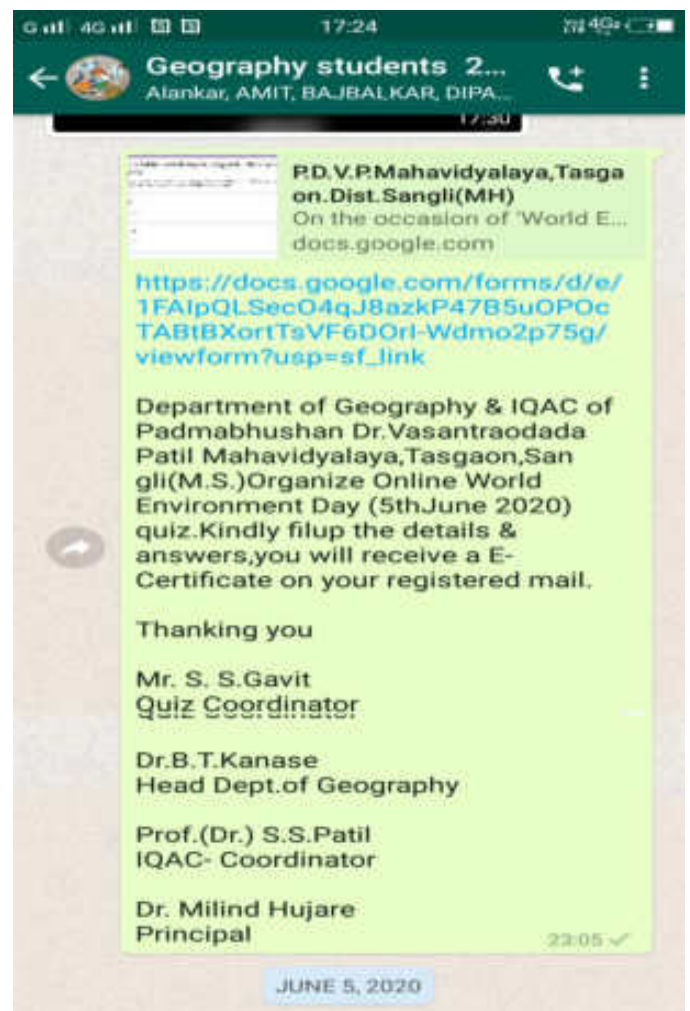 17:24
Geography students 2...
Alankar, AMIT, BAJBALKAR, DIPA...
17:30
P.D.V.P.Mahavidyalaya,Tasga
on.Dist.Sangli(MH)
On the occasion of 'World E...
docs.google.com
https://docs.google.com/forms/d/e/
1FAIpQLSecO4qJ8azkP47B5uOPOc
TABtBXortTsVF6DOrI-Wdmo2p75g/
viewform?usp=sf_link
Department of Geography & IQAC of
Padmabhushan Dr.Vasantraodada
Patil Mahavidyalaya,Tasgaon,San
gli(M.S.)Organize Online World
Environment Day (5thJune 2020)
quiz.Kindly filup the details &
answers,you will receive a E-
Certificate on your registered mail.
Thanking you
Mr. S. S.Gavit
Quiz Coordinator
Dr.B.T.Kanase
Head Dept.of Geography
Prof.(Dr.) S.S.Patil
IQAC- Coordinator
Dr. Milind Hujare
Principal
23:05
JUNE 5, 2020